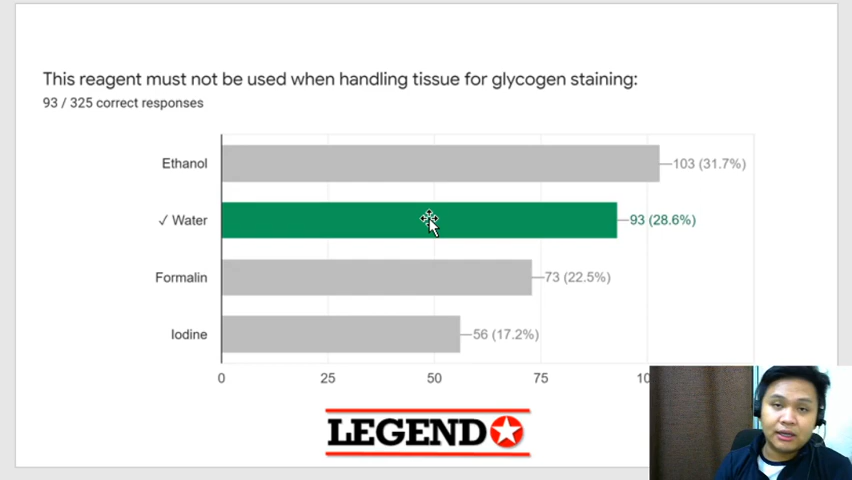 This reagent must not be used when handling tissue for glycogen staining:
93 / 325 correct responses
Ethanol 103 (31.7%)
✓ Water 93 (28.6%)
Formalin 73 (22.5%)
Iodine 56 (17.2%)
0 25 50 75
LEGEND